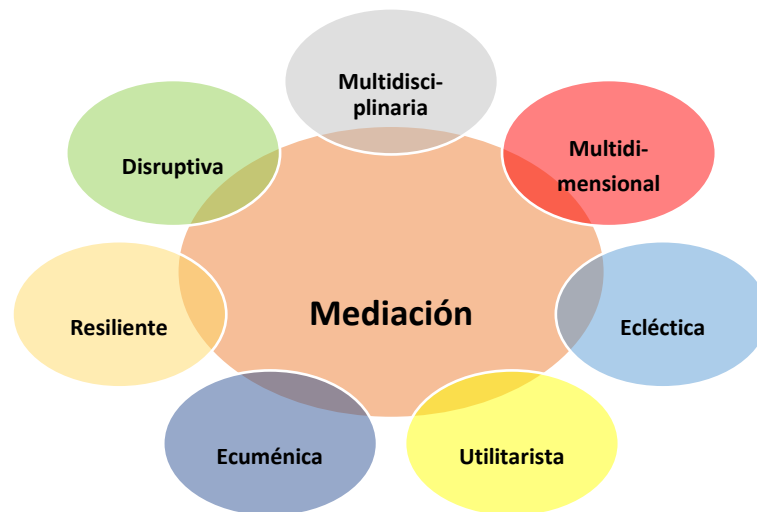 Multidisci-
plinaria
Disruptiva
Multidi-
mensional
Resiliente
Mediación
Ecléctica
Ecuménica
Utilitarista